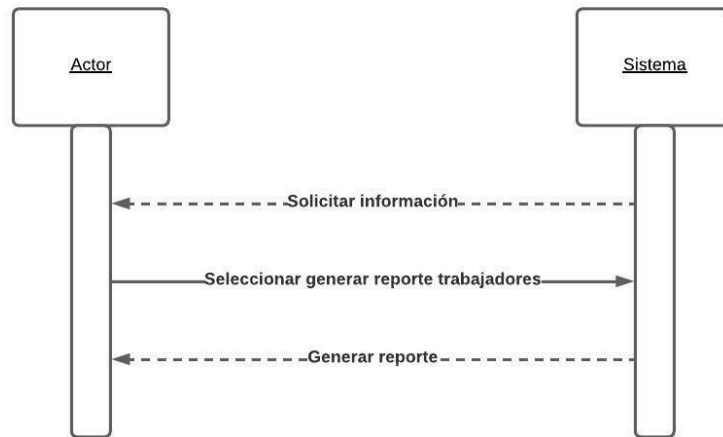 Actor
Sistema
Solicitar información
Seleccionar generar reporte trabajadores
Generar reporte